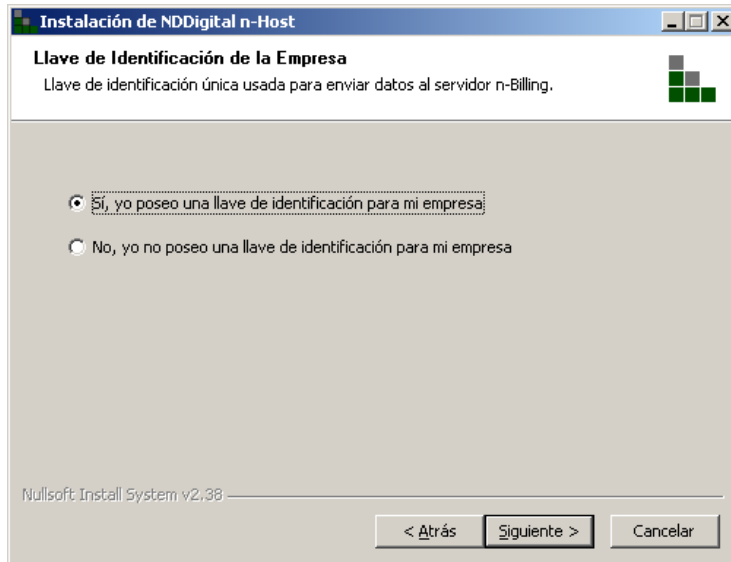 Instalación de NDDigital n-Host
Llave de Identificación de la Empresa
Llave de identificación única usada para enviar datos al servidor n-Billing.
Sí, yo poseo una llave de identificación para mi empresa
No, yo no poseo una llave de identificación para mi empresa
Nullsoft Install System v2.38
< Atrás Siguiente > Cancelar